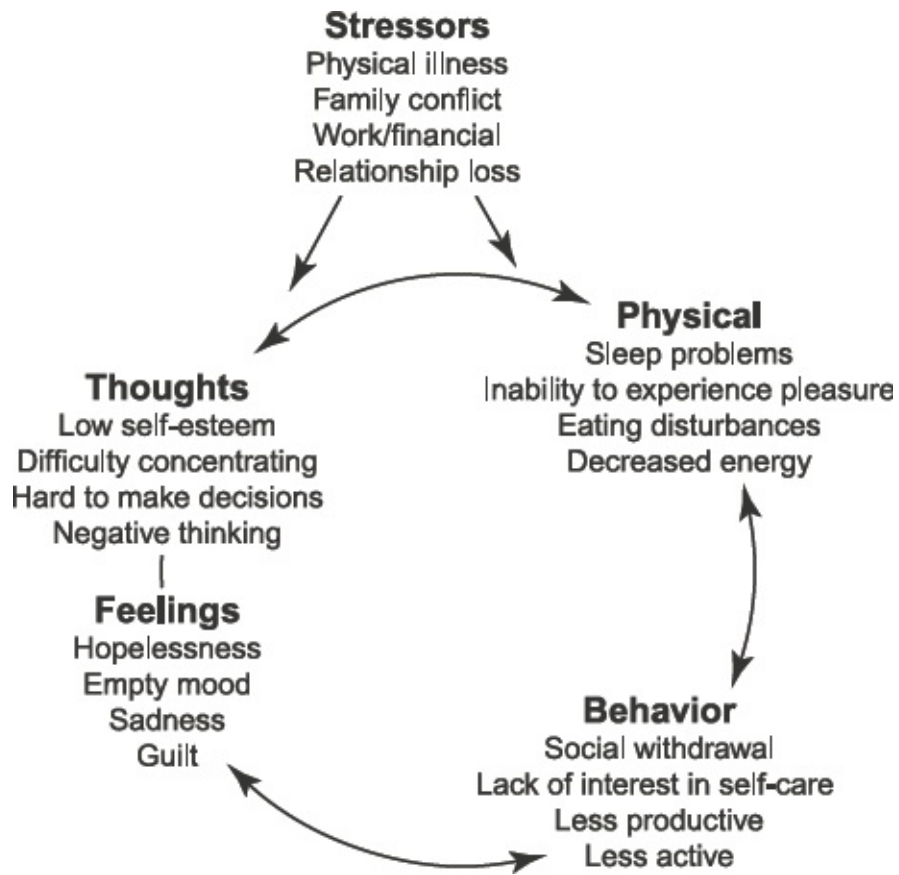 Stressors
Physical illness
Family conflict
Work/financial
Relationship loss
Physical
Sleep problems
Inability to experience pleasure
Eating disturbances
Decreased energy
Thoughts
Low self-esteem
Difficulty concentrating
Hard to make decisions
Negative thinking
Feelings
Hopelessness
Empty mood
Sadness
Guilt
Behavior
Social withdrawal
Lack of interest in self-care
Less productive
Less active